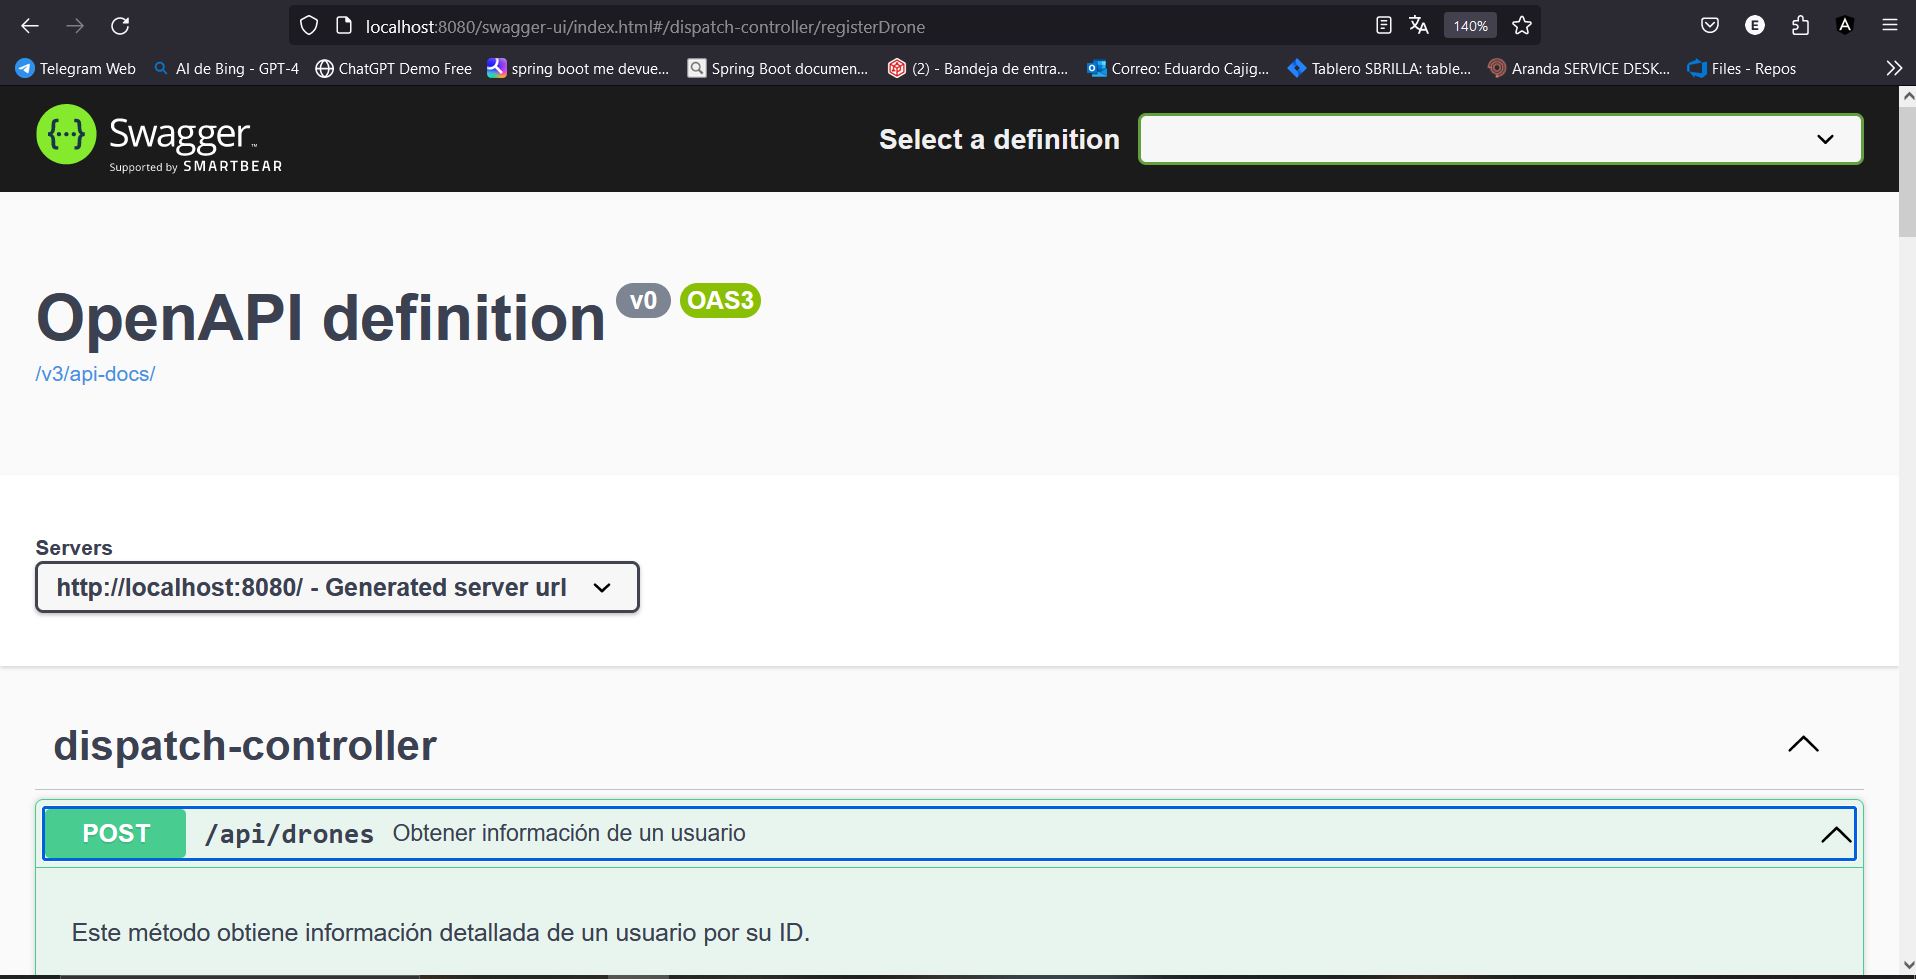 localhost:8080/swagger-ui/index.html#/dispatch-controller/registerDrone
140%
E
A
Telegram Web
AI de Bing - GPT-4
ChatGPT Demo Free
spring boot me devue...
Spring Boot documen...
(2) - Bandeja de entra...
Correo: Eduardo Cajig...
Tablero SBRILLA: table...
Aranda SERVICE DESK...
Files - Repos
{...} Swagger™
Supported by SMARTBEAR
Select a definition
OpenAPI definition v0 OAS3
/v3/api-docs/
Servers
http://localhost:8080/ - Generated server url
dispatch-controller
POST /api/drones Obtener información de un usuario
Este método obtiene información detallada de un usuario por su ID.